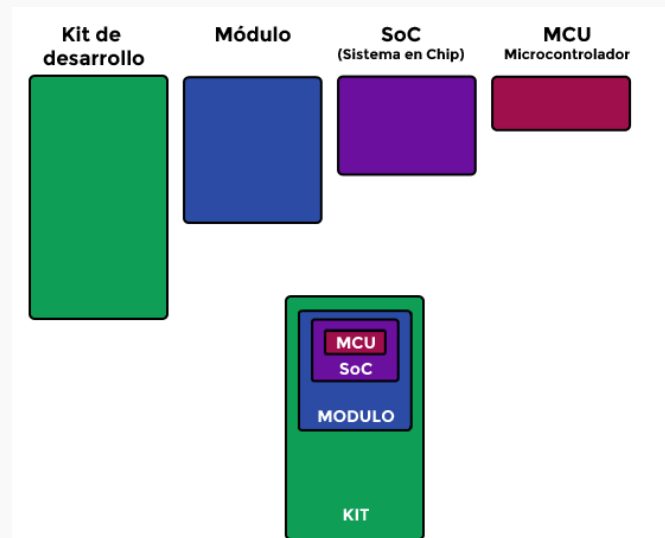 Kit de
desarrollo
Módulo
SoC
(Sistema en Chip)
MCU
Microcontrolador
MCU
SoC
MODULO
KIT